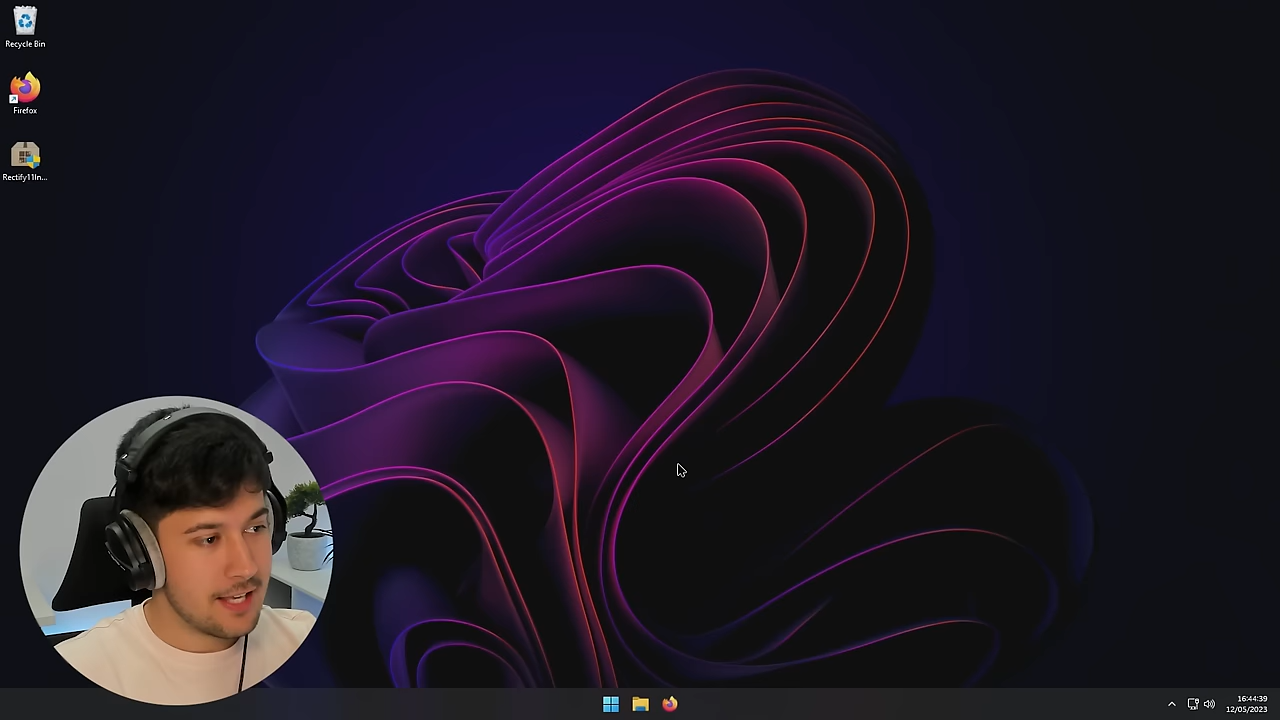 Recycle Bin
Firefox
Rectify11In...
16:44:39
12/05/2023